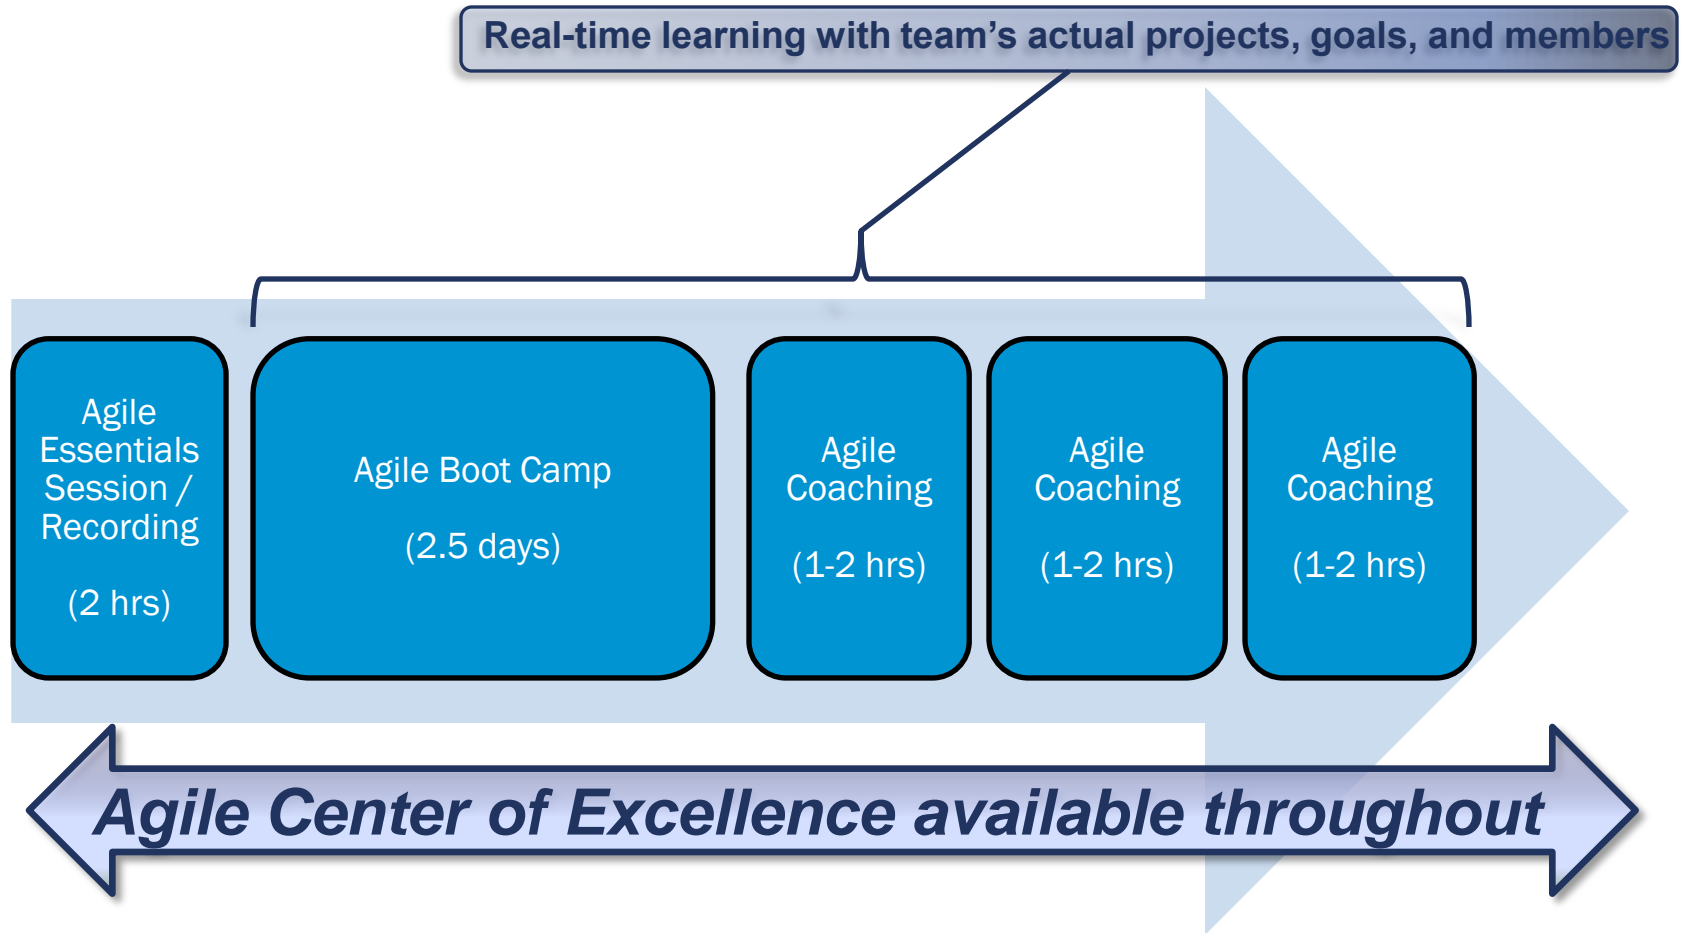 Real-time learning with team’s actual projects, goals, and members
Agile
Essentials
Session /
Recording
(2 hrs)
Agile Boot Camp
(2.5 days)
Agile
Coaching
(1-2 hrs)
Agile
Coaching
(1-2 hrs)
Agile
Coaching
(1-2 hrs)
Agile Center of Excellence available throughout